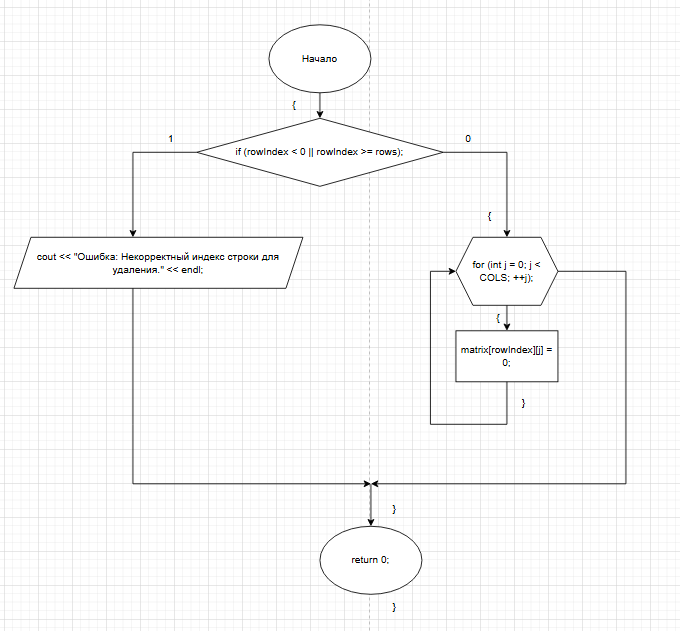 Начало
{
1
0
if (rowIndex < 0 || rowIndex >= rows);
{
cout << "Ошибка: Некорректный индекс строки для
удаления." << endl;
for (int j = 0; j <
COLS; ++j);
{
matrix[rowIndex][j] =
0;
}
}
return 0;
}